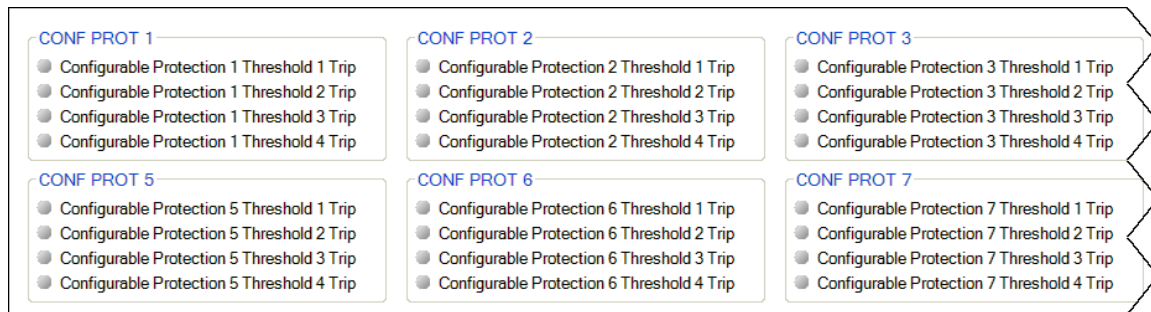 CONF PROT 1
Configurable Protection 1 Threshold 1 Trip
Configurable Protection 1 Threshold 2 Trip
Configurable Protection 1 Threshold 3 Trip
Configurable Protection 1 Threshold 4 Trip
CONF PROT 2
Configurable Protection 2 Threshold 1 Trip
Configurable Protection 2 Threshold 2 Trip
Configurable Protection 2 Threshold 3 Trip
Configurable Protection 2 Threshold 4 Trip
CONF PROT 3
Configurable Protection 3 Threshold 1 Trip
Configurable Protection 3 Threshold 2 Trip
Configurable Protection 3 Threshold 3 Trip
Configurable Protection 3 Threshold 4 Trip
CONF PROT 5
Configurable Protection 5 Threshold 1 Trip
Configurable Protection 5 Threshold 2 Trip
Configurable Protection 5 Threshold 3 Trip
Configurable Protection 5 Threshold 4 Trip
CONF PROT 6
Configurable Protection 6 Threshold 1 Trip
Configurable Protection 6 Threshold 2 Trip
Configurable Protection 6 Threshold 3 Trip
Configurable Protection 6 Threshold 4 Trip
CONF PROT 7
Configurable Protection 7 Threshold 1 Trip
Configurable Protection 7 Threshold 2 Trip
Configurable Protection 7 Threshold 3 Trip
Configurable Protection 7 Threshold 4 Trip